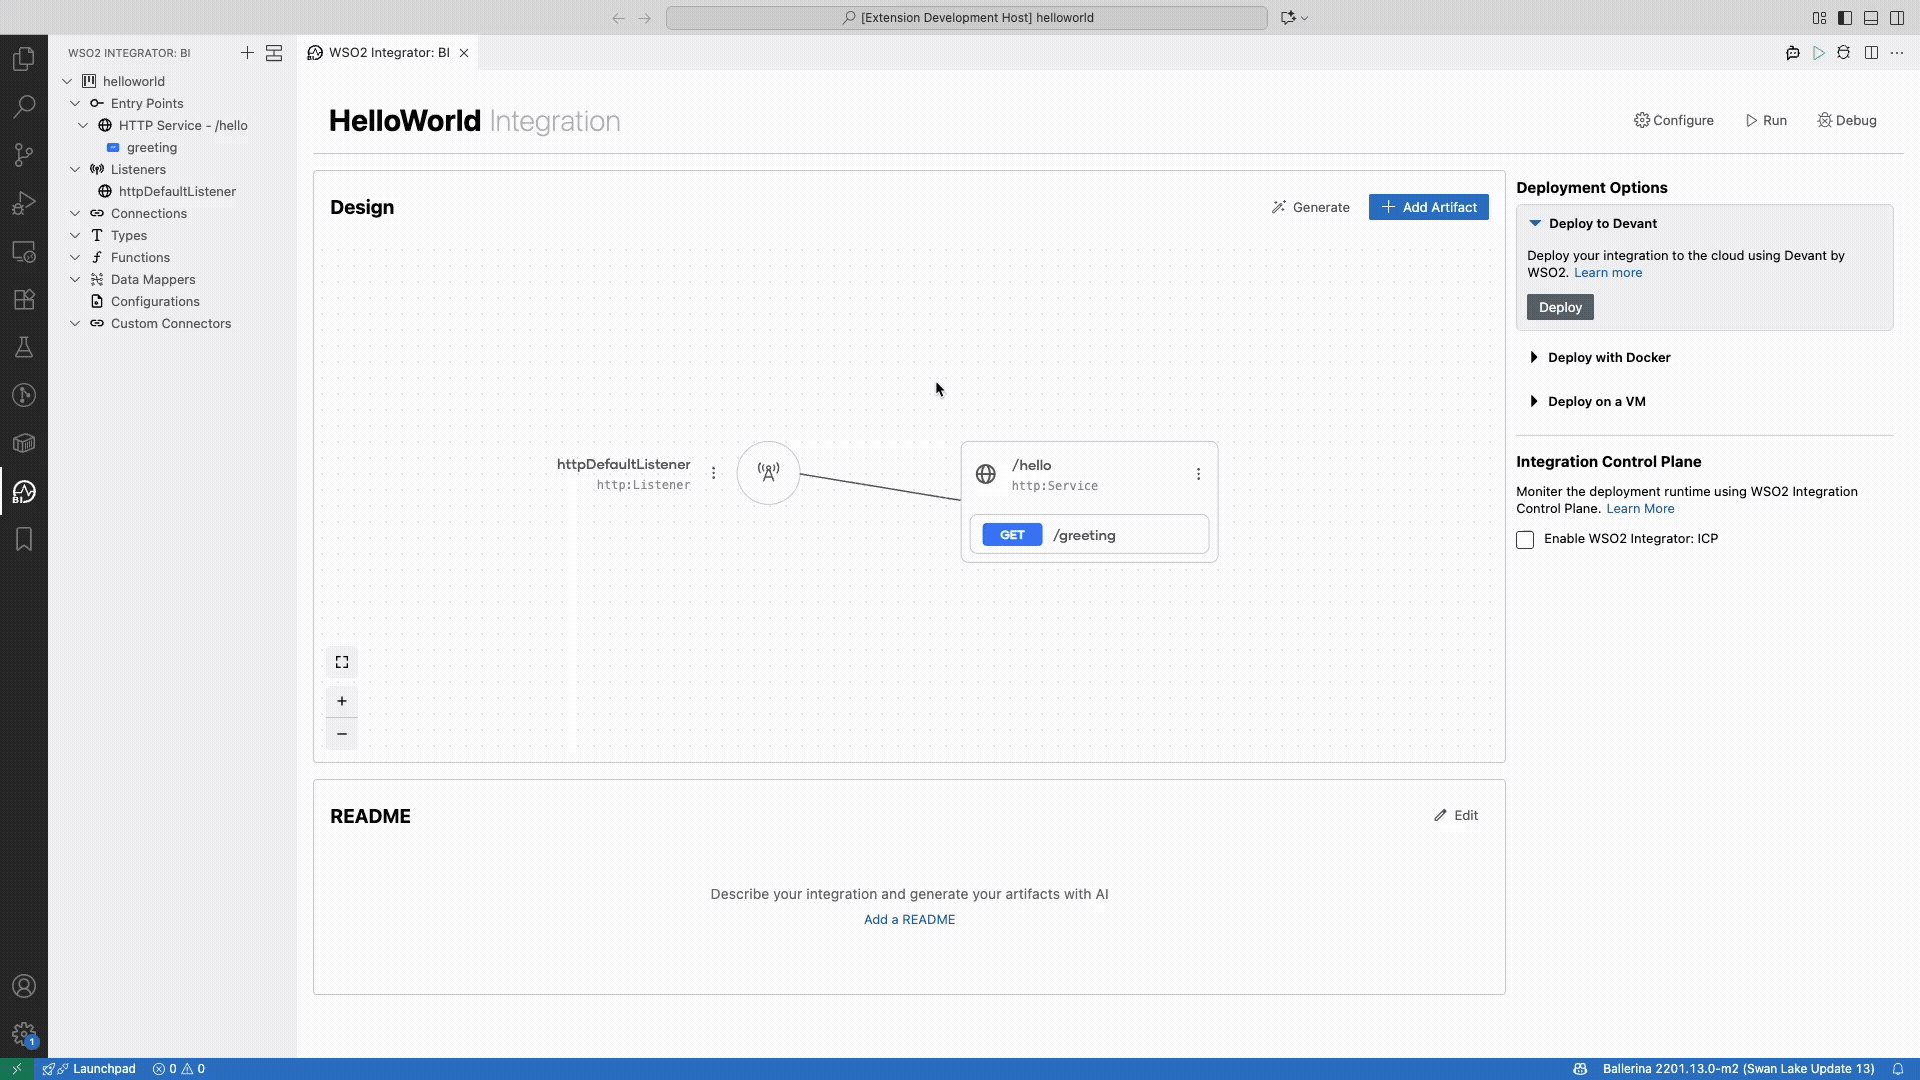 [Extension Development Host] helloworld
WSO2 INTEGRATOR: BI
helloworld
Entry Points
HTTP Service - /hello
greeting
Listeners
httpDefaultListener
Connections
Types
Functions
Data Mappers
Configurations
Custom Connectors
BI
1
WSO2 Integrator: BI
HelloWorld Integration
Configure
Run
Debug
Design
Generate
Add Artifact
httpDefaultListener
http:Listener
/hello
http:Service
GET /greeting
README
Edit
Describe your integration and generate your artifacts with AI
Add a README
Deployment Options
Deploy to Devant
Deploy your integration to the cloud using Devant by
WSO2. Learn more
Deploy
Deploy with Docker
Deploy on a VM
Integration Control Plane
Moniter the deployment runtime using WSO2 Integration
Control Plane. Learn More
Enable WSO2 Integrator: ICP
Launchpad
0 0
Ballerina 2201.13.0-m2 (Swan Lake Update 13)